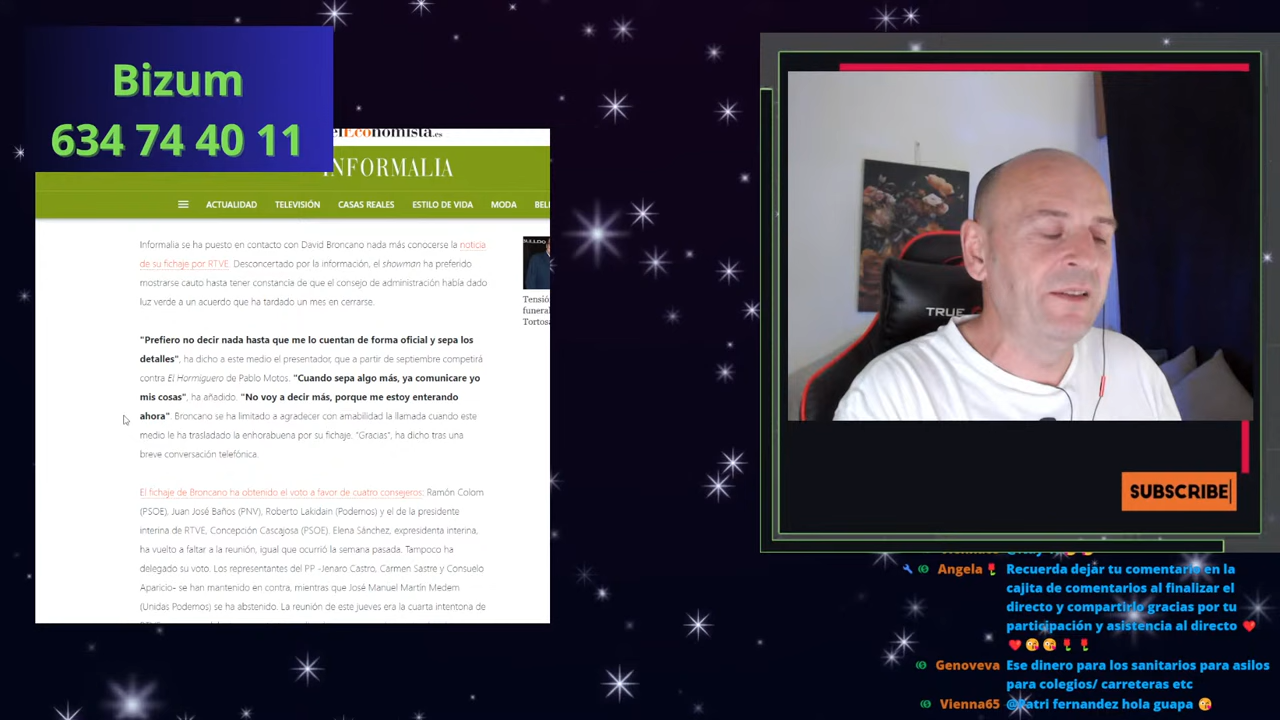 Bizum
634 74 40 11
elEconomista.es
INFORMALIA
ACTUALIDAD TELEVISIÓN CASAS REALES ESTILO DE VIDA MODA BEL
Informalia se ha puesto en contacto con David Broncano nada más conocerse la noticia
de su fichaje por RTVE. Desconcertado por la información, el showman ha preferido
mostrarse cauto hasta tener constancia de que el consejo de administración había dado
luz verde a un acuerdo que ha tardado un mes en cerrarse.
"Prefiero no decir nada hasta que me lo cuentan de forma oficial y sepa los
detalles", ha dicho a este medio el presentador, que a partir de septiembre competirá
contra El Hormiguero de Pablo Motos. "Cuando sepa algo más, ya comunicare yo
mis cosas", ha añadido. "No voy a decir más, porque me estoy enterando
ahora". Broncano se ha limitado a agradecer con amabilidad la llamada cuando este
medio le ha trasladado la enhorabuena por su fichaje. "Gracias", ha dicho tras una
breve conversación telefónica.
El fichaje de Broncano ha obtenido el voto a favor de cuatro consejeros: Ramón Colom
(PSOE), Juan José Baños (PNV), Roberto Lakidain (Podemos) y el de la presidente
interina de RTVE, Concepción Cascajosa (PSOE). Elena Sánchez, expresidenta interina,
ha vuelto a faltar a la reunión, igual que ocurrió la semana pasada. Tampoco ha
delegado su voto. Los representantes del PP -Jenaro Castro, Carmen Sastre y Consuelo
Aparicio- se han mantenido en contra, mientras que José Manuel Martín Medem
(Unidas Podemos) se ha abstenido. La reunión de este jueves era la cuarta intentona de
Tensió
funeral
Tortosa
TRUE
SUBSCRIBE
Angela Recuerda dejar tu comentario en la
cajita de comentarios al finalizar el
directo y compartirlo gracias por tu
participación y asistencia al directo ❤️
❤️ 😘 😘 🌷 🌷
Genoveva Ese dinero para los sanitarios para asilos
para colegios/ carreteras etc
Vienna65 @Patri fernandez hola guapa 😘